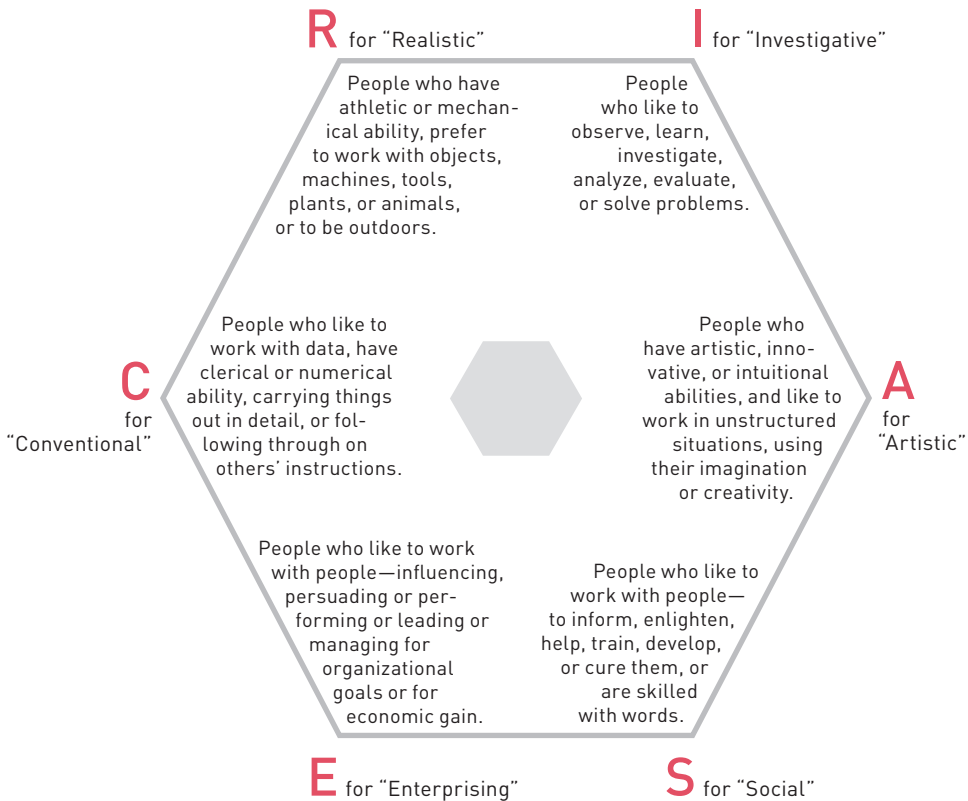 R for “Realistic”
People who have
athletic or mechan-
ical ability, prefer
to work with objects,
machines, tools,
plants, or animals,
or to be outdoors.
I for “Investigative”
People
who like to
observe, learn,
investigate,
analyze, evaluate,
or solve problems.
C
for
“Conventional”
People who like to
work with data, have
clerical or numerical
ability, carrying things
out in detail, or fol-
lowing through on
others’ instructions.
People who
have artistic, inno-
vative, or intuitional
abilities, and like to
work in unstructured
situations, using
their imagination
or creativity.
A
for
“Artistic”
People who like to work
with people—influencing,
persuading or per-
forming or leading or
managing for
organizational
goals or for
economic gain.
E for “Enterprising”
People who like to
work with people—
to inform, enlighten,
help, train, develop,
or cure them, or
are skilled
with words.
S for “Social”